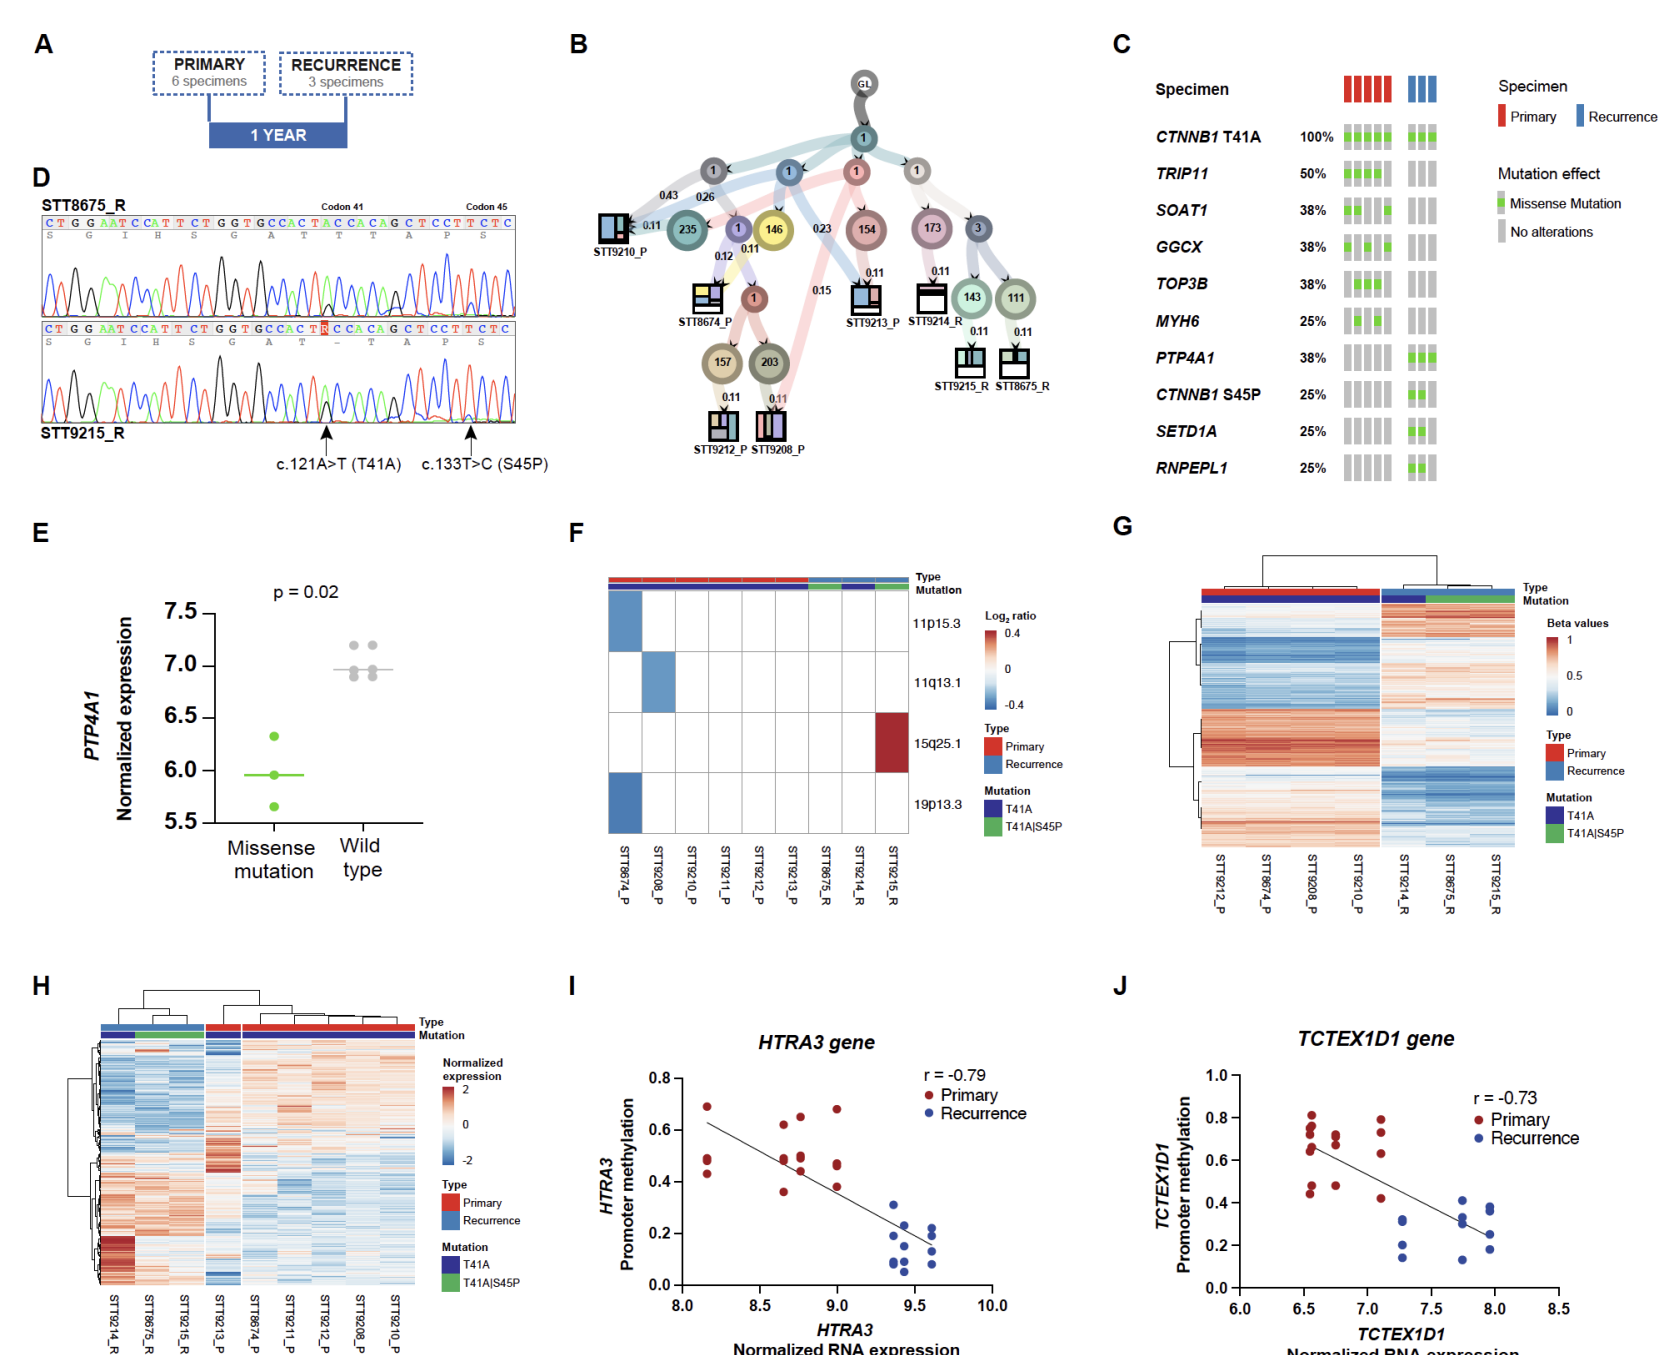 A
PRIMARY
6 specimens
RECURRENCE
3 specimens
1 YEAR
B
GL
1
1
1
1
1
0.43
0.26
0.11
235
1
146
0.23
154
173
3
STT9210_P
0.12
0.11
0.15
0.11
0.11
143
111
STT8674_P
1
STT9213_P
STT9214_R
0.11
0.11
157
203
STT9215_R
STT8675_R
0.11
0.11
STT9212_P
STT9208_P
C
Specimen
CTNNB1 T41A 100%
TRIP11 50%
SOAT1 38%
GGCX 38%
TOP3B 38%
MYH6 25%
PTP4A1 38%
CTNNB1 S45P 25%
SETD1A 25%
RNPEPL1 25%
Specimen
Primary
Recurrence
Mutation effect
Missense Mutation
No alterations
D
STT8675_R
Codon 41
Codon 45
C T G G A A T C C A T T C T G G T G C C A C T A C C A C A G C T C C T T C T C
S G I H S G A T T T A P S
C T G G A A T C C A T T C T G G T G C C A C T R C C A C A G C T C C T T C T C
S G I H S G A T – T A P S
STT9215_R
c.121A>T (T41A)
c.133T>C (S45P)
E
p = 0.02
PTP4A1
Normalized expression
7.5
7.0
6.5
6.0
5.5
Missense
mutation
Wild
type
F
Type
Mutation
11p15.3
11q13.1
15q25.1
19p13.3
Log2 ratio
0.4
0
-0.4
Type
Primary
Recurrence
Mutation
T41A
T41A|S45P
STT8674_P
STT9208_P
STT9210_P
STT9211_P
STT9212_P
STT9213_P
STT8675_R
STT9214_R
STT9215_R
G
Type
Mutation
Beta values
1
0.5
0
Type
Primary
Recurrence
Mutation
T41A
T41A|S45P
STT9212_P
STT8674_P
STT9208_P
STT9210_P
STT9214_R
STT8675_R
STT9215_R
H
Type
Mutation
Normalized
expression
2
0
-2
Type
Primary
Recurrence
Mutation
T41A
T41A|S45P
STT9214_R
STT8675_R
STT9215_R
STT9213_P
STT8674_P
STT9211_P
STT9212_P
STT9208_P
STT9210_P
I
HTRA3 gene
r = -0.79
Primary
Recurrence
HTRA3
Promoter methylation
0.8
0.6
0.4
0.2
0.0
8.0
8.5
9.0
9.5
10.0
HTRA3
Normalized RNA expression
J
TCTEX1D1 gene
r = -0.73
Primary
Recurrence
TCTEX1D1
Promoter methylation
1.0
0.8
0.6
0.4
0.2
0.0
6.0
6.5
7.0
7.5
8.0
8.5
TCTEX1D1
Normalized RNA expression